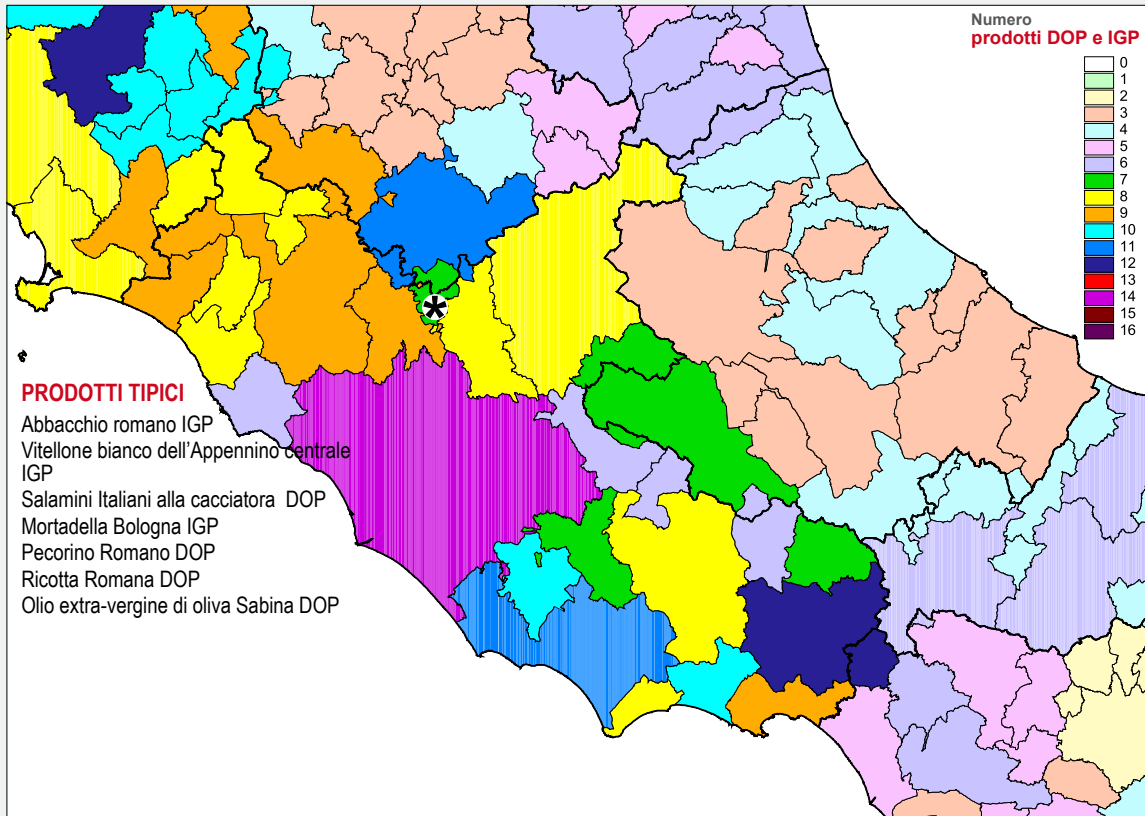 Numero
prodotti DOP e IGP
0
1
2
3
4
5
6
7
8
9
10
11
12
13
14
15
16
*
PRODOTTI TIPICI
Abbacchio romano IGP
Vitellone bianco dell'Appennino centrale
IGP
Salamini Italiani alla cacciatora DOP
Mortadella Bologna IGP
Pecorino Romano DOP
Ricotta Romana DOP
Olio extra-vergine di oliva Sabina DOP